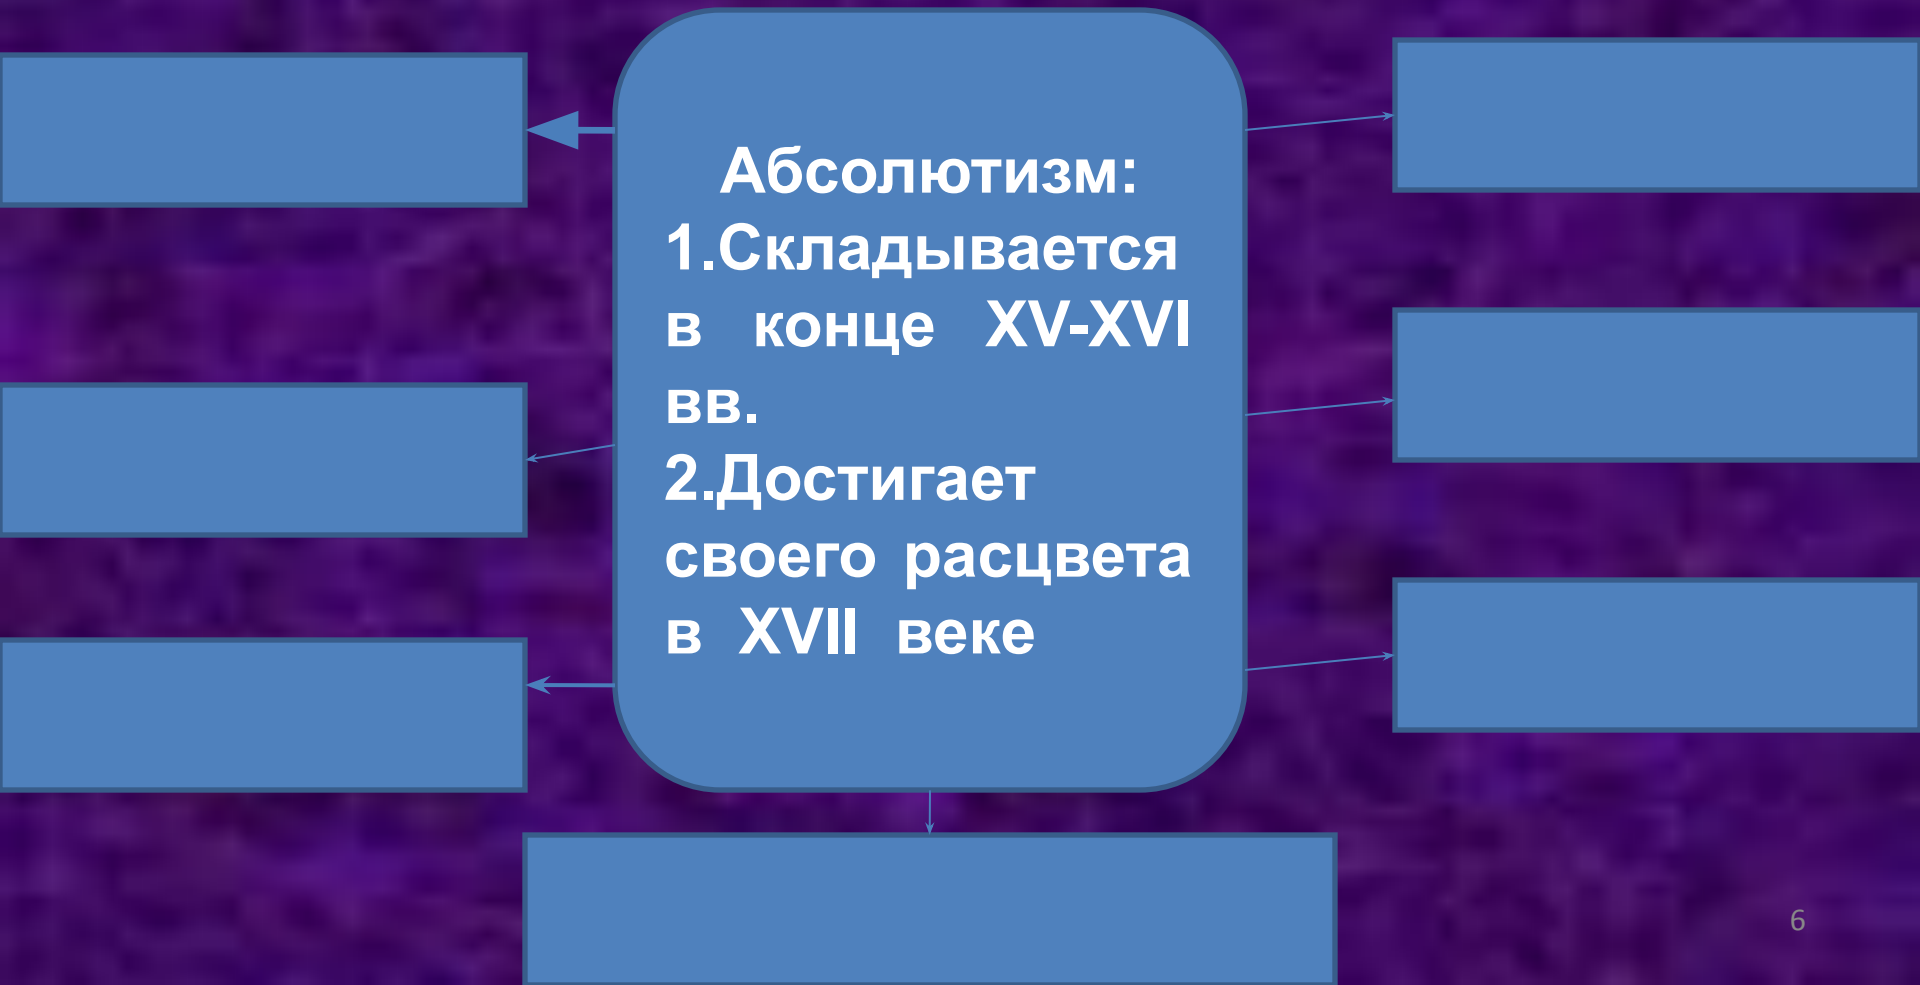 Абсолютизм:
1.Складывается
в конце XV-XVI
вв.
2.Достигает
своего расцвета
в XVII веке
6